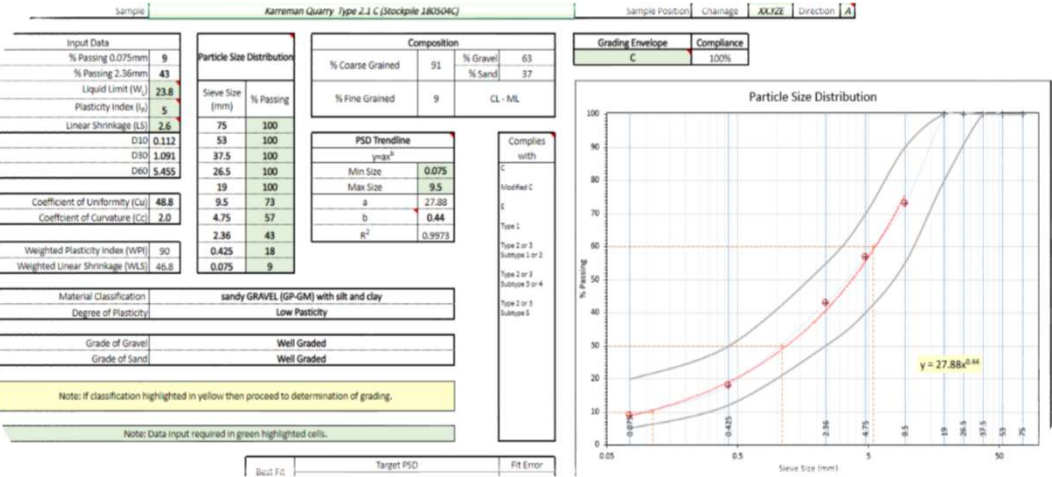 Sample Karreman Quarry Type 2.1 C (Stockpile 180504C) Sample Position Chainage XX.YZE Direction A
Input Data
% Passing 0.075mm 9
% Passing 2.36mm 43
Liquid Limit (WL) 23.8
Plasticity Index (IP) 5
Linear Shrinkage (LS) 2.6
D10 0.112
D30 1.091
D60 5.455
Coefficient of Uniformity (Cu) 48.8
Coeffcient of Curvature (Cc) 2.0
Weighted Plasticity Index (WPI) 90
Weighted Linear Shrinkage (WLS) 46.8
Particle Size Distribution
Sieve Size (mm) % Passing
75 100
53 100
37.5 100
26.5 100
19 100
9.5 73
4.75 57
2.36 43
0.425 18
0.075 9
Composition
% Coarse Grained 91 % Gravel 63
% Sand 37
% Fine Grained 9 CL - ML
PSD Trendline
y=ax^b
Min Size 0.075
Max Size 9.5
a 27.88
b 0.44
R² 0.9973
Complies
with
C
Modified C
E
Type 1
Type 2 or 3
Subtype 1 or 2
Type 2 or 3
Subtype 3 or 4
Type 2 or 3
Subtype 5
Grading Envelope Compliance
C 100%
Material Classification sandy GRAVEL (GP-GM) with silt and clay
Degree of Plasticity Low Pasticity
Grade of Gravel Well Graded
Grade of Sand Well Graded
Note: If classification highlighted in yellow then proceed to determination of grading.
Note: Data input required in green highlighted cells.
Best Fit Target PSD Fit Error
Particle Size Distribution
% Passing
100
90
80
70
60
50
40
30
20
10
0
0.075 0.425 2.36 4.75 9.5 19 26.5 37.5 53 75
y = 27.88x^0.44
0.05 0.5 5 50
Sieve Size (mm)